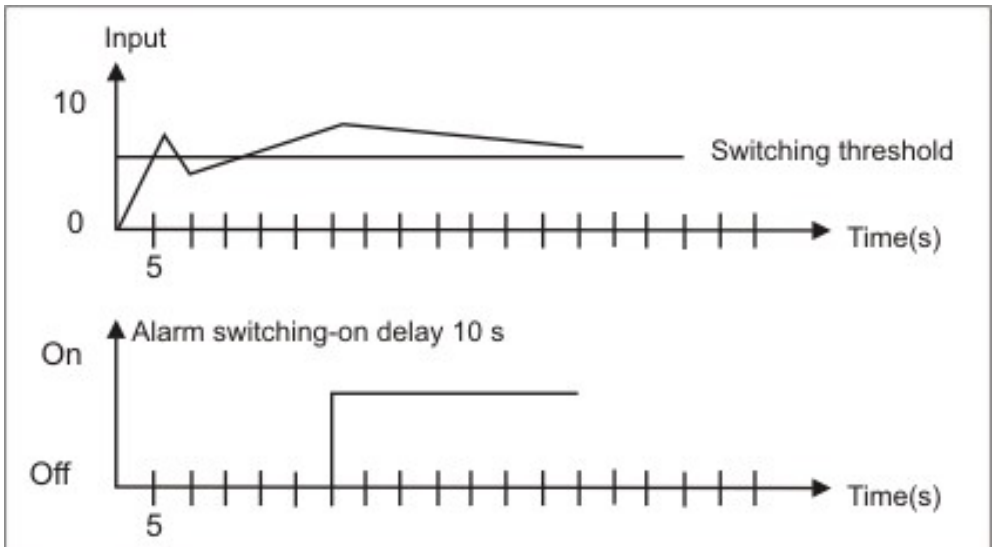 Input
10
Switching threshold
0
Time(s)
5
Alarm switching-on delay 10 s
On
Off
Time(s)
5